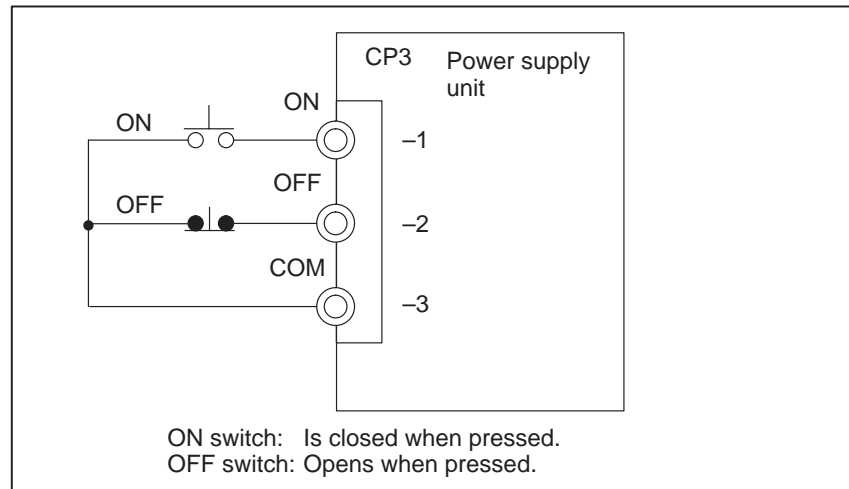 CP3 Power supply
unit
ON
ON
–1
OFF
OFF
–2
COM
–3
ON switch: Is closed when pressed.
OFF switch: Opens when pressed.